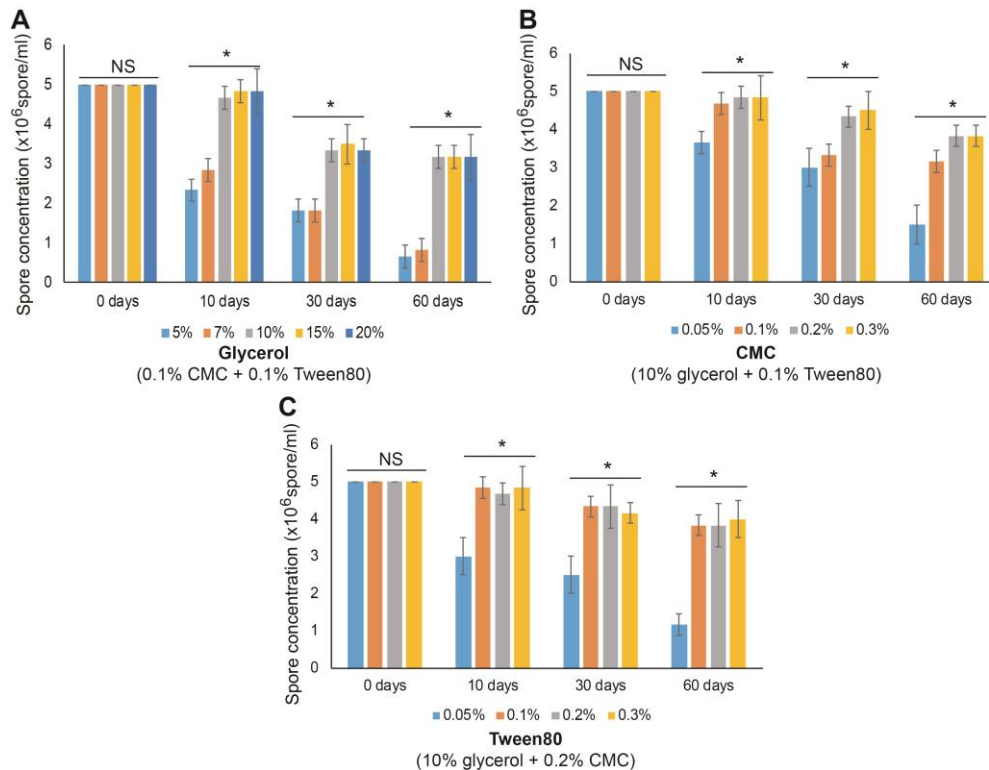 A
Spore concentration (x10⁶spore/ml)
6
5
4
3
2
1
0
NS
*
*
*
0 days
10 days
30 days
60 days
5%
7%
10%
15%
20%
Glycerol
(0.1% CMC + 0.1% Tween80)
B
Spore concentration (x10⁶spore/ml)
6
5
4
3
2
1
0
NS
*
*
*
0 days
10 days
30 days
60 days
0.05%
0.1%
0.2%
0.3%
CMC
(10% glycerol + 0.1% Tween80)
C
Spore concentration (x10⁶spore/ml)
6
5
4
3
2
1
0
NS
*
*
*
0 days
10 days
30 days
60 days
0.05%
0.1%
0.2%
0.3%
Tween80
(10% glycerol + 0.2% CMC)